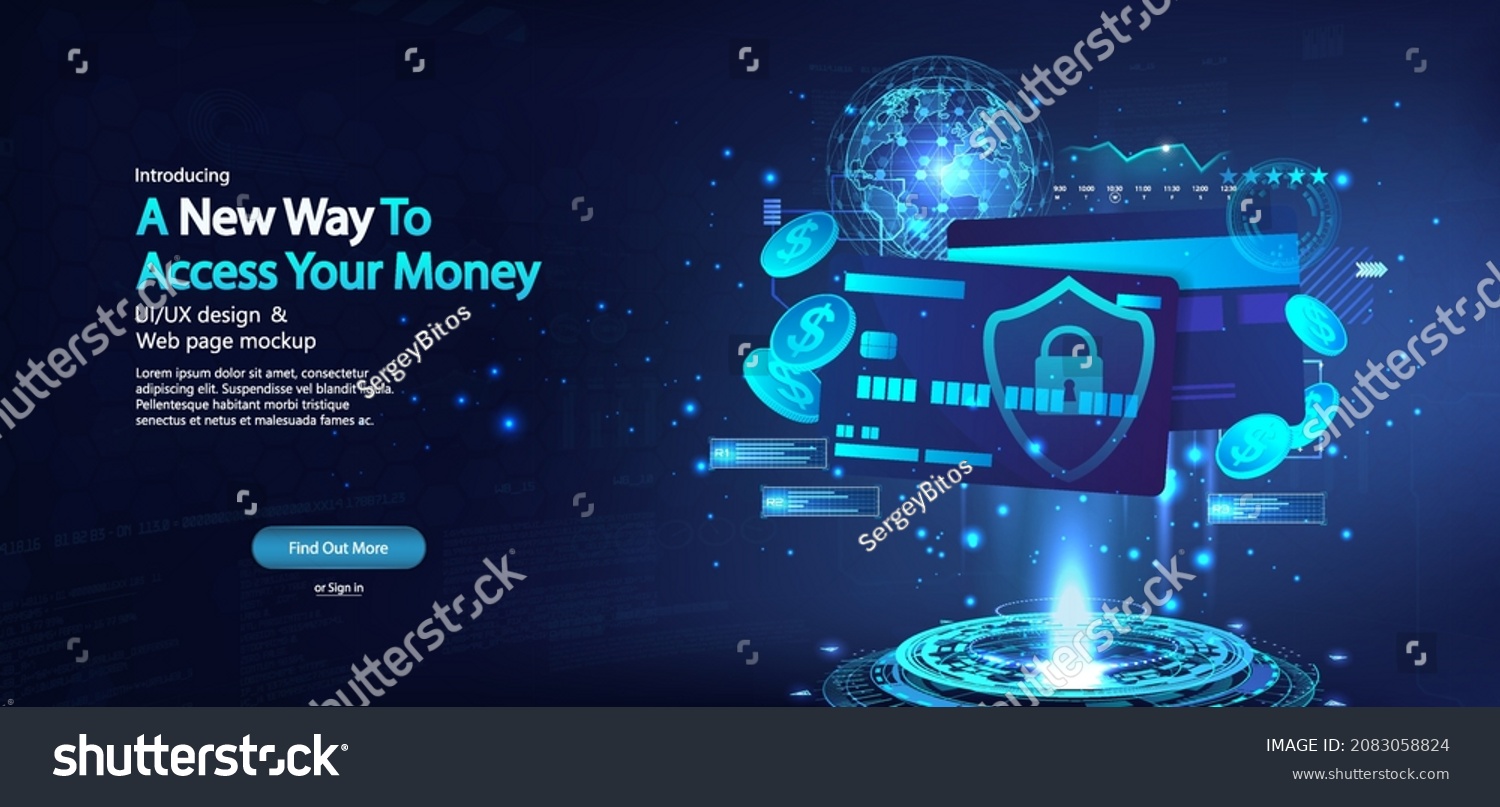 Introducing
A New Way To
Access Your Money
UI/UX design &
Web page mockup
Lorem ipsum dolor sit amet, consectetur
adipiscing elit. Suspendisse vel blandit ligula.
Pellentesque habitant morbi tristique
senectus et netus et malesuada fames ac.
Find Out More
or Sign in
9:30 10:00 10:30 11:00 11:30 12:00 12:30
M T W T F S S
R1
R2
R3
SergeyBitos
SergeyBitos
shutterstock
shutterstock
shutterstock
shutterstock
shutterstock
shutterstock®
IMAGE ID: 2083058824
www.shutterstock.com